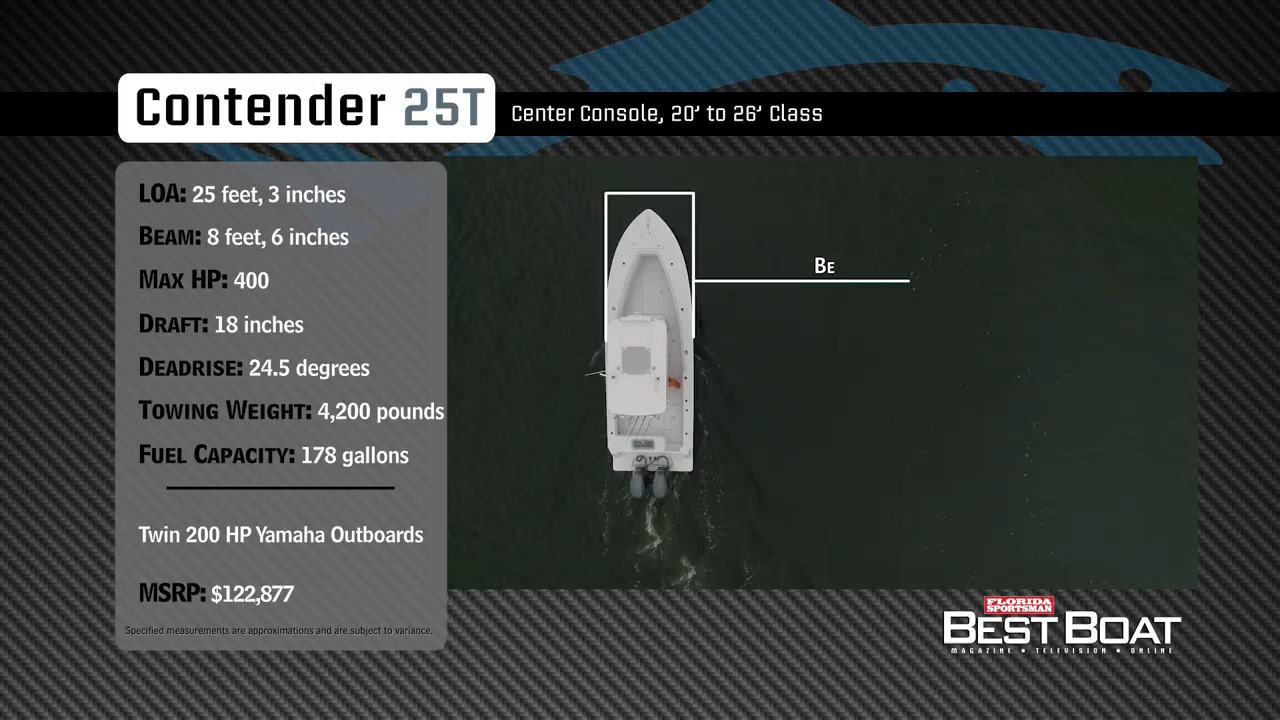 Contender 25T
Center Console, 20' to 26' Class
LOA: 25 feet, 3 inches
BEAM: 8 feet, 6 inches
MAX HP: 400
DRAFT: 18 inches
DEADRISE: 24.5 degrees
TOWING WEIGHT: 4,200 pounds
FUEL CAPACITY: 178 gallons
Twin 200 HP Yamaha Outboards
MSRP: $122,877
Specified measurements are approximations and are subject to variance.
BE
FLORIDA
SPORTSMAN
BEST BOAT
MAGAZINE • TELEVISION • ONLINE